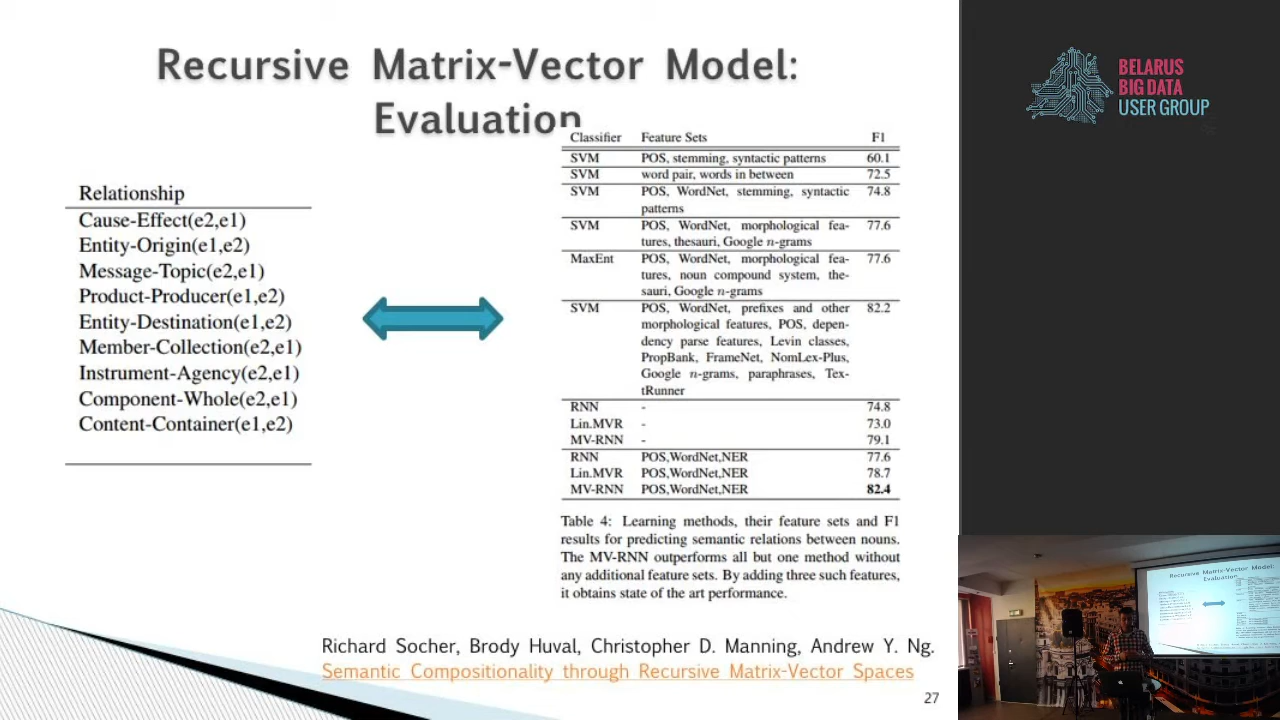 Recursive Matrix-Vector Model:
Evaluation
Relationship
Cause-Effect(e2,e1)
Entity-Origin(e1,e2)
Message-Topic(e2,e1)
Product-Producer(e1,e2)
Entity-Destination(e1,e2)
Member-Collection(e2,e1)
Instrument-Agency(e2,e1)
Component-Whole(e2,e1)
Content-Container(e1,e2)
Classifier Feature Sets F1
SVM POS, stemming, syntactic patterns 60.1
SVM word pair, words in between 72.5
SVM POS, WordNet, stemming, syntactic 74.8
patterns
SVM POS, WordNet, morphological fea- 77.6
tures, thesauri, Google n-grams
MaxEnt POS, WordNet, morphological fea- 77.6
tures, noun compound system, the-
sauri, Google n-grams
SVM POS, WordNet, prefixes and other 82.2
morphological features, POS, depen-
dency parse features, Levin classes,
PropBank, FrameNet, NomLex-Plus,
Google n-grams, paraphrases, Tex-
tRunner
RNN - 74.8
Lin.MVR - 73.0
MV-RNN - 79.1
RNN POS,WordNet,NER 77.6
Lin.MVR POS,WordNet,NER 78.7
MV-RNN POS,WordNet,NER 82.4
Table 4: Learning methods, their feature sets and F1
results for predicting semantic relations between nouns.
The MV-RNN outperforms all but one method without
any additional feature sets. By adding three such features,
it obtains state of the art performance.
Richard Socher, Brody Huval, Christopher D. Manning, Andrew Y. Ng.
Semantic Compositionality through Recursive Matrix-Vector Spaces
27
BELARUS
BIG DATA
USER GROUP
Recursive Matrix-Vector Model:
Evaluation